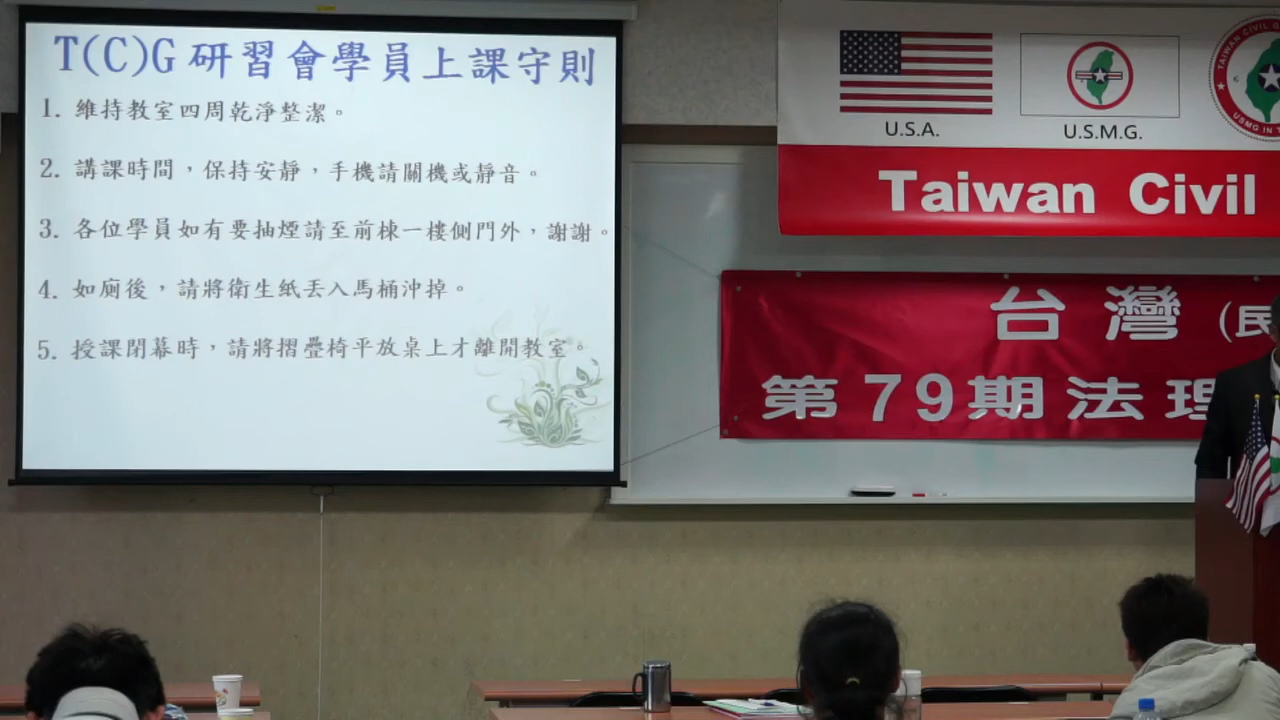 T(C)G 研習會學員上課守則
1. 維持教室四周乾淨整潔。
2. 講課時間，保持安靜，手機請關機或靜音。
3. 各位學員如有要抽煙請至前棟一樓側門外，謝謝。
4. 如廁後，請將衛生紙丟入馬桶沖掉。
5. 授課閉幕時，請將摺疊椅平放桌上才離開教室。
U.S.A.
U.S.M.G.
TAIWAN CIVIL
USMG IN T
Taiwan Civil
台灣(民
第79期法理